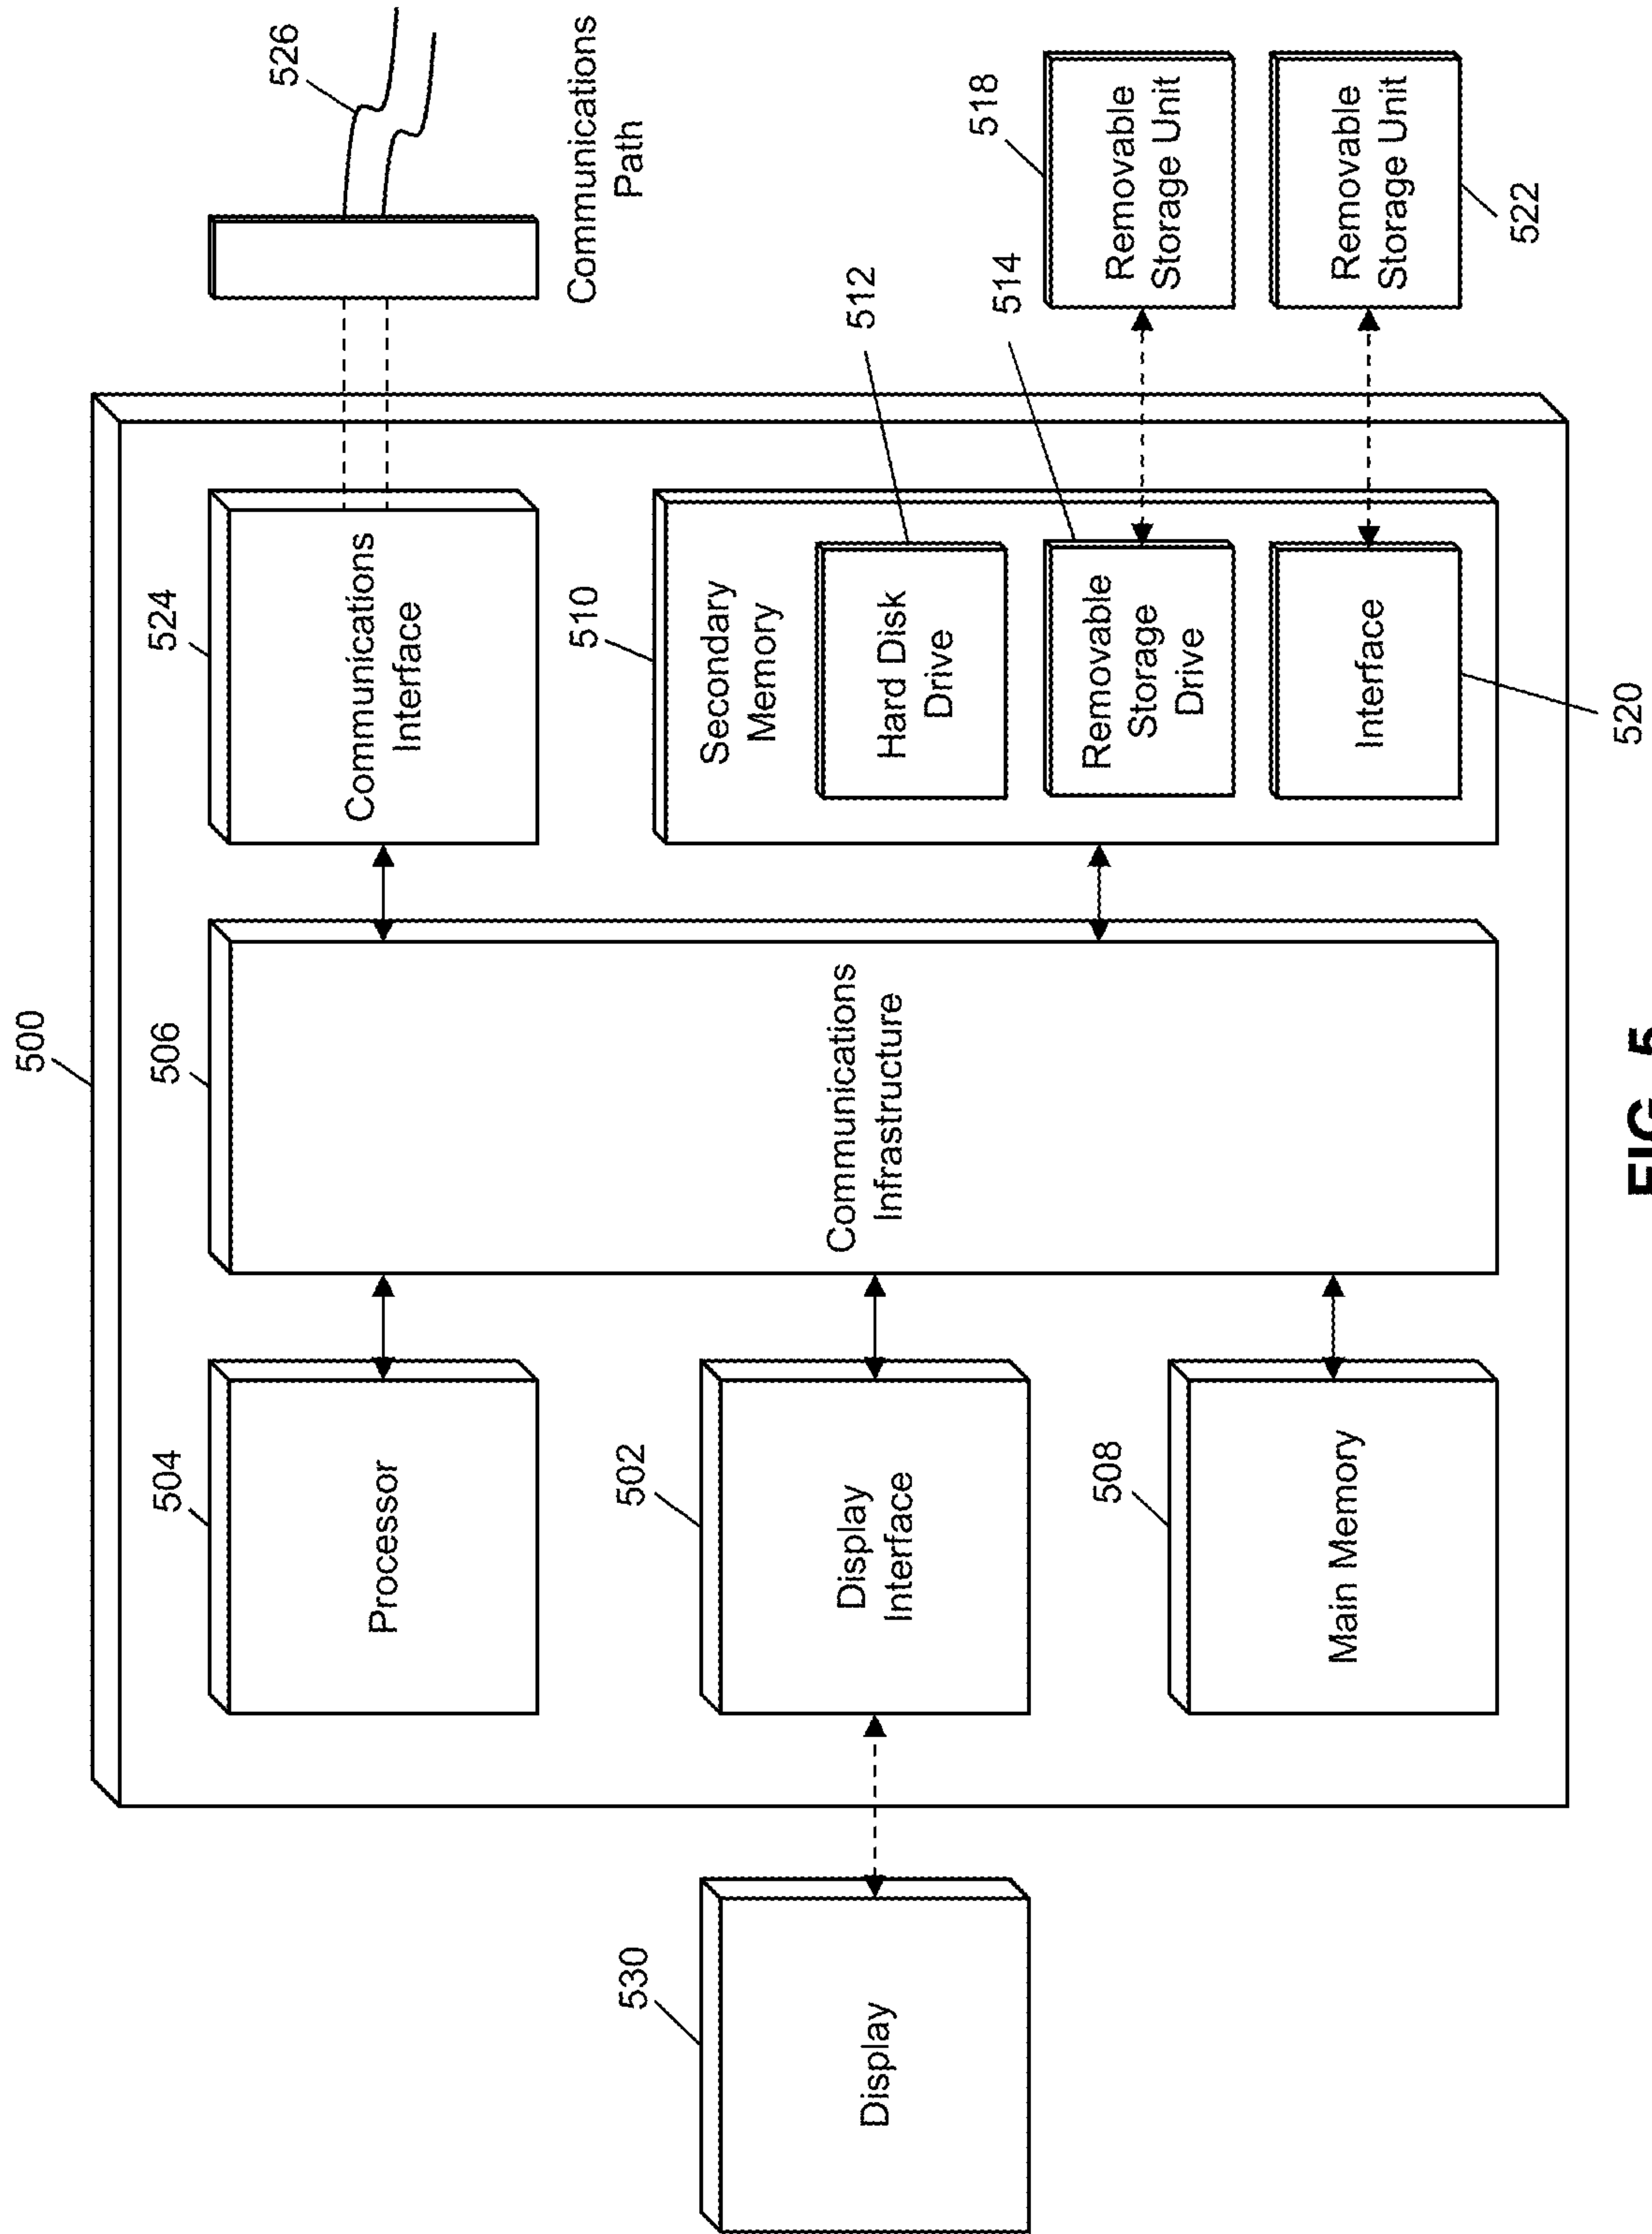 500
504
Processor
506
Communications
Infrastructure
524
Communications
Interface
526
Communications
Path
530
Display
502
Display
Interface
508
Main Memory
510
Secondary
Memory
512
Hard Disk
Drive
514
Removable
Storage
Drive
518
Removable
Storage Unit
Interface
520
Removable
Storage Unit
522
FIG. 5